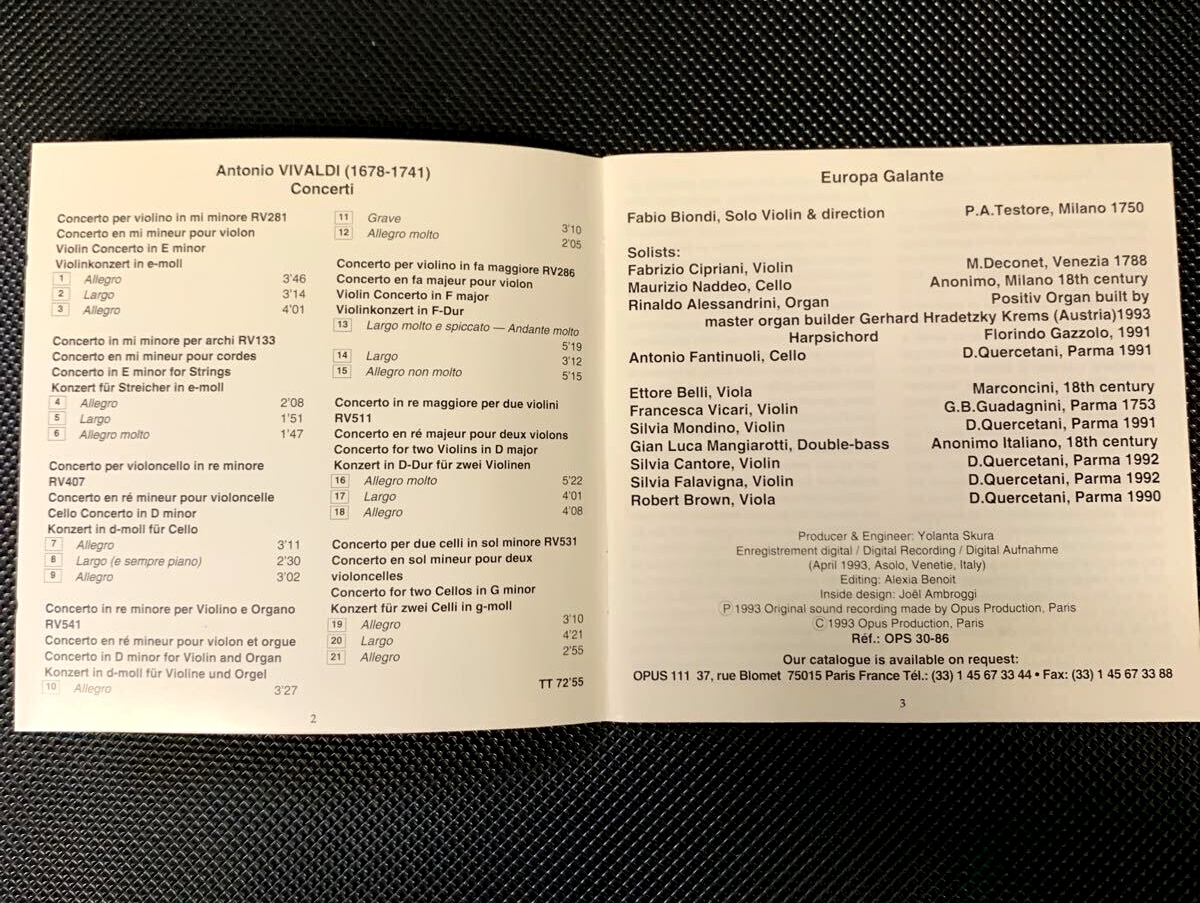 Antonio VIVALDI (1678-1741)
Concerti
Concerto per violino in mi minore RV281
Concerto en mi mineur pour violon
Violin Concerto in E minor
Violinkonzert in e-moll
1 Allegro 3'46
2 Largo 3'14
3 Allegro 4'01
Concerto in mi minore per archi RV133
Concerto en mi mineur pour cordes
Concerto in E minor for Strings
Konzert für Streicher in e-moll
4 Allegro 2'08
5 Largo 1'51
6 Allegro molto 1'47
Concerto per violoncello in re minore
RV407
Concerto en ré mineur pour violoncelle
Cello Concerto in D minor
Konzert in d-moll für Cello
7 Allegro 3'11
8 Largo (e sempre piano) 2'30
9 Allegro 3'02
Concerto in re minore per Violino e Organo
RV541
Concerto en ré mineur pour violon et orgue
Concerto in D minor for Violin and Organ
Konzert in d-moll für Violine und Orgel
10 Allegro 3'27
11 Grave 3'10
12 Allegro molto 2'05
Concerto per violino in fa maggiore RV286
Concerto en fa majeur pour violon
Violin Concerto in F major
Violinkonzert in F-Dur
13 Largo molto e spiccato — Andante molto
5'19
14 Largo 3'12
15 Allegro non molto 5'15
Concerto in re maggiore per due violini
RV511
Concerto en ré majeur pour deux violons
Concerto for two Violins in D major
Konzert in D-Dur für zwei Violinen
16 Allegro molto 5'22
17 Largo 4'01
18 Allegro 4'08
Concerto per due celli in sol minore RV531
Concerto en sol mineur pour deux
violoncelles
Concerto for two Cellos in G minor
Konzert für zwei Celli in g-moll
19 Allegro 3'10
20 Largo 4'21
21 Allegro 2'55
TT 72'55
2
Europa Galante
Fabio Biondi, Solo Violin & direction P.A.Testore, Milano 1750
Solists:
Fabrizio Cipriani, Violin M.Deconet, Venezia 1788
Maurizio Naddeo, Cello Anonimo, Milano 18th century
Rinaldo Alessandrini, Organ Positiv Organ built by
master organ builder Gerhard Hradetzky Krems (Austria)1993
Harpsichord Florindo Gazzolo, 1991
Antonio Fantinuoli, Cello D.Quercetani, Parma 1991
Ettore Belli, Viola Marconcini, 18th century
Francesca Vicari, Violin G.B.Guadagnini, Parma 1753
Silvia Mondino, Violin D.Quercetani, Parma 1991
Gian Luca Mangiarotti, Double-bass Anonimo Italiano, 18th century
Silvia Cantore, Violin D.Quercetani, Parma 1992
Silvia Falavigna, Violin D.Quercetani, Parma 1992
Robert Brown, Viola D.Quercetani, Parma 1990
Producer & Engineer: Yolanta Skura
Enregistrement digital / Digital Recording / Digital Aufnahme
(April 1993, Asolo, Venetie, Italy)
Editing: Alexia Benoit
Inside design: Joël Ambroggi
Ⓟ 1993 Original sound recording made by Opus Production, Paris
Ⓒ 1993 Opus Production, Paris
Réf.: OPS 30-86
Our catalogue is available on request:
OPUS 111 37, rue Blomet 75015 Paris France Tél.: (33) 1 45 67 33 44 • Fax: (33) 1 45 67 33 88
3